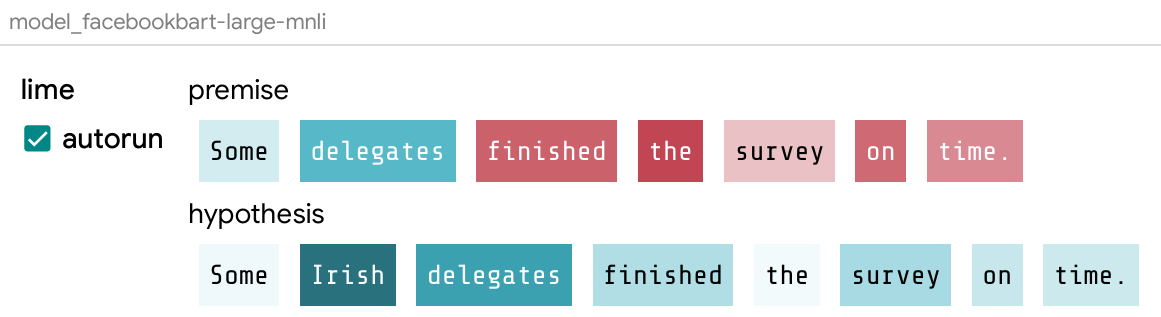 model_facebookbart-large-mnli
lime
autorun
premise
Some delegates finished the survey on time.
hypothesis
Some Irish delegates finished the survey on time.